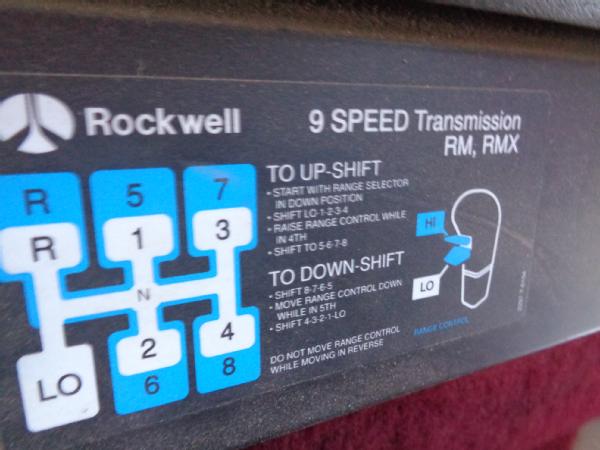 Rockwell
9 SPEED Transmission
RM, RMX
R 5 7
R 1 3
N
LO 2 4
6 8
TO UP-SHIFT
• START WITH RANGE SELECTOR
IN DOWN POSITION
• SHIFT LO-1-2-3-4
• RAISE RANGE CONTROL WHILE
IN 4TH
• SHIFT TO 5-6-7-8
TO DOWN-SHIFT
• SHIFT 8-7-6-5
• MOVE RANGE CONTROL DOWN
WHILE IN 5TH
• SHIFT 4-3-2-1-LO
DO NOT MOVE RANGE CONTROL
WHILE MOVING IN REVERSE
HI
LO
RANGE CONTROL